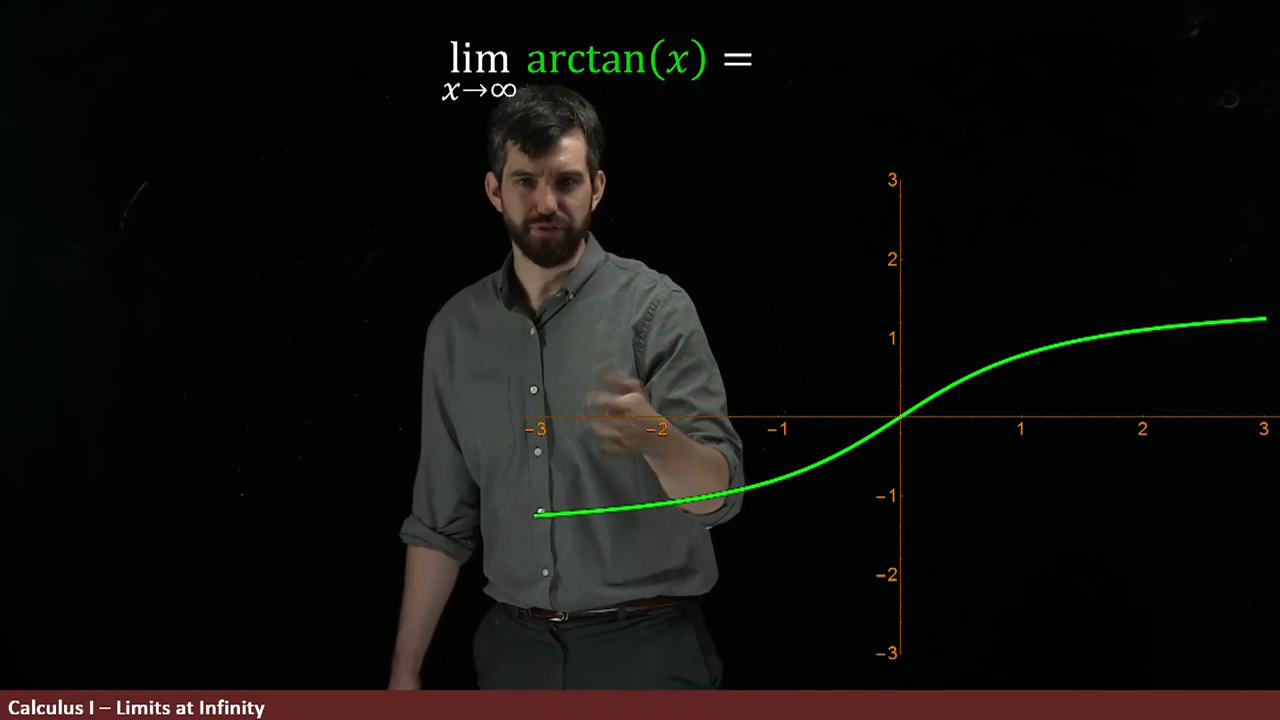 lim arctan(x) =
x→∞
3
2
1
−3 −2 −1 1 2 3
−1
−2
−3
Calculus I – Limits at Infinity